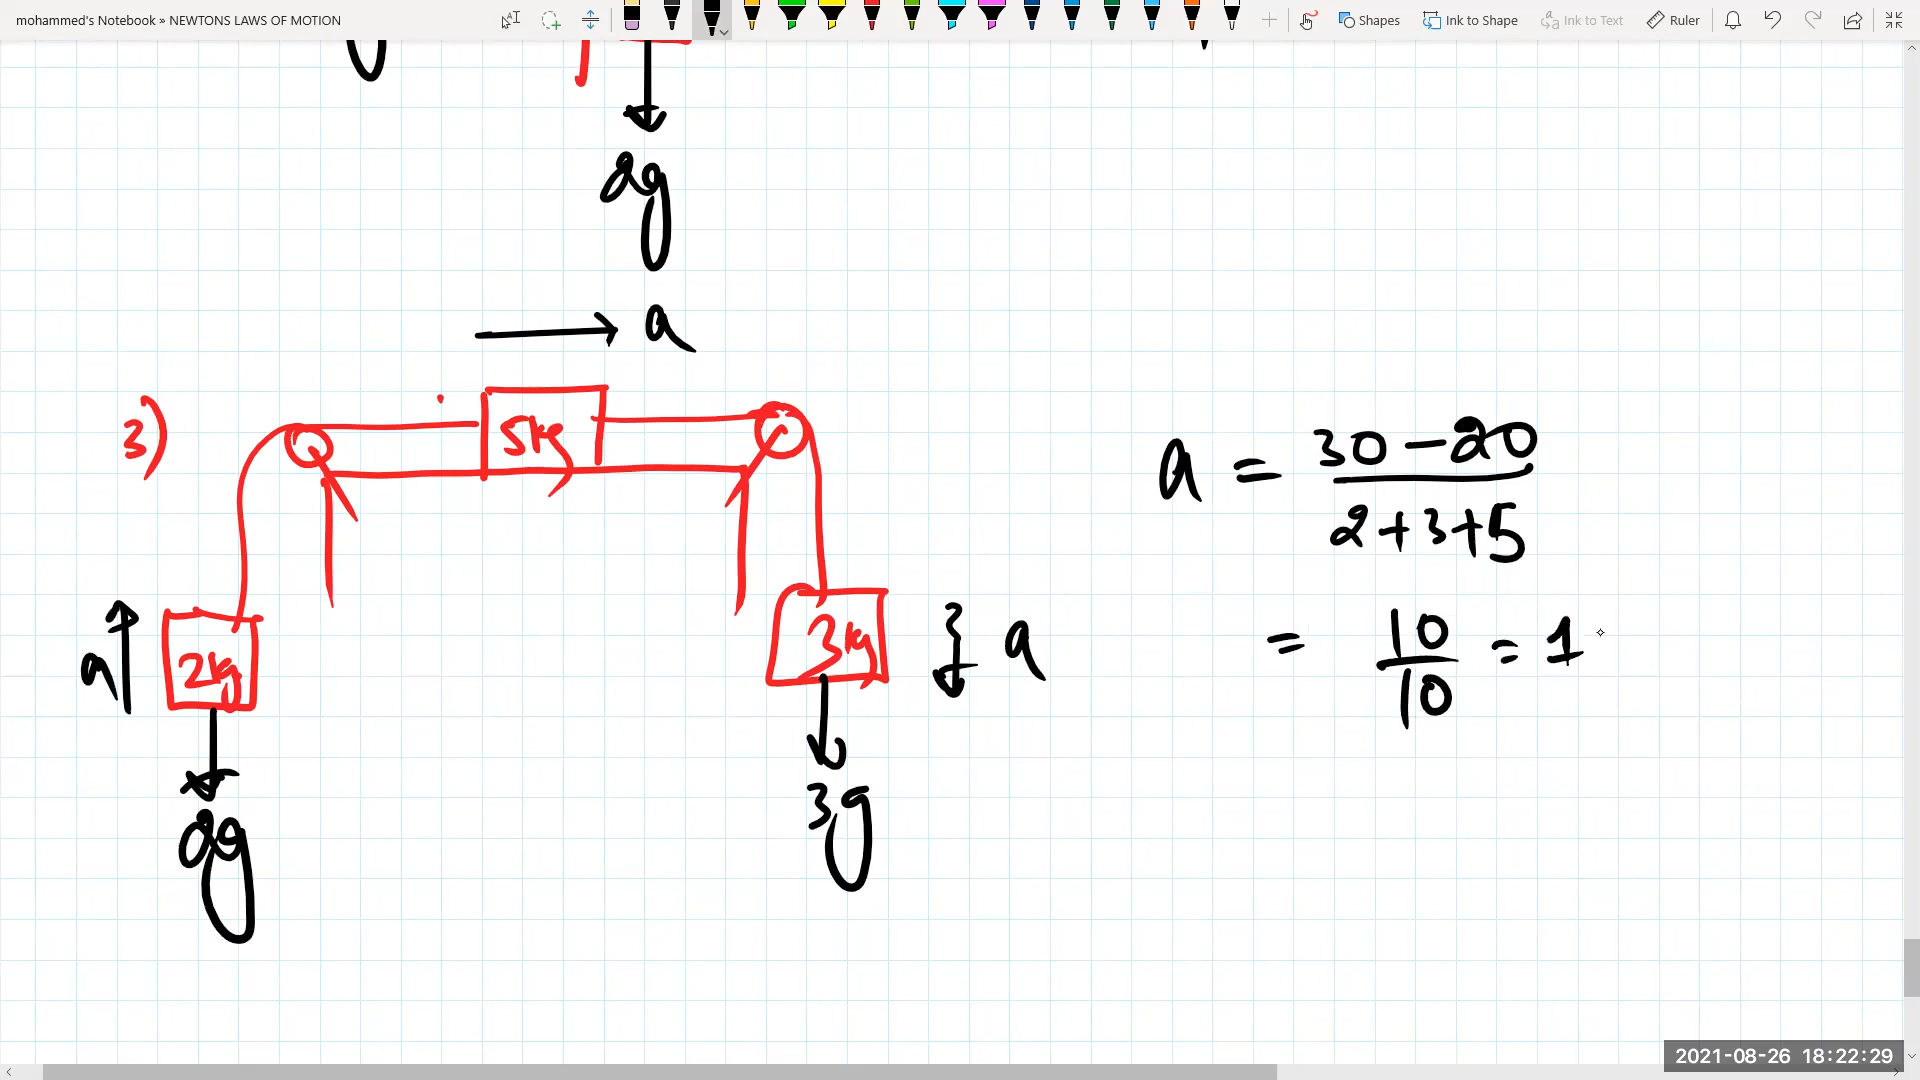 mohammed's Notebook » NEWTONS LAWS OF MOTION
Shapes
Ink to Shape
Ink to Text
Ruler
2g
a
3)
5kg
a = 30 - 20
2 + 3 + 5
a
2kg
3kg
a
= 10 = 1
10
2g
3g
2021-08-26 18:22:29